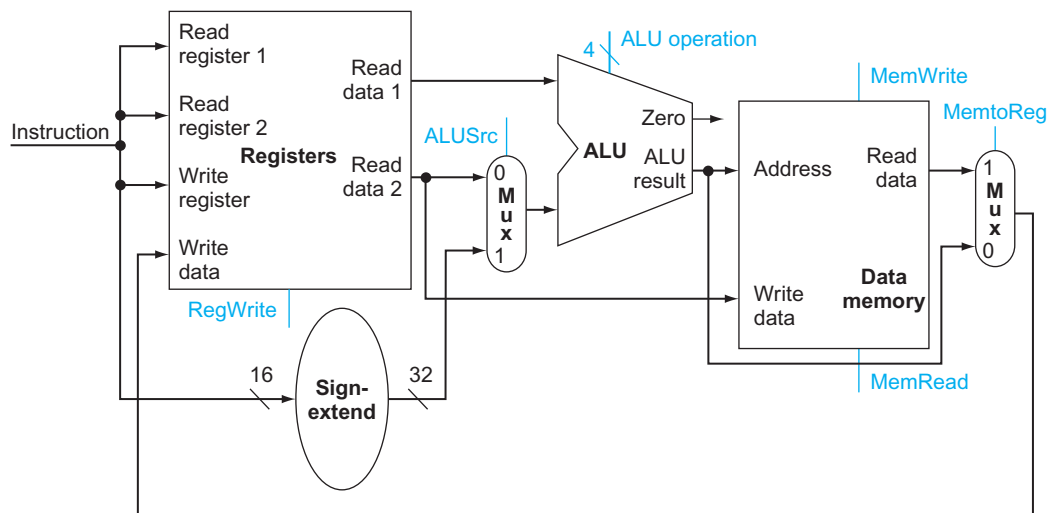 Instruction
Read
register 1
Read
register 2
Write
register
Write
data
Registers
Read
data 1
Read
data 2
RegWrite
16
Sign-
extend
32
ALUSrc
0
M
u
x
1
4
ALU operation
Zero
ALU
ALU
result
MemWrite
Address
Read
data
Write
data
Data
memory
MemRead
MemtoReg
1
M
u
x
0